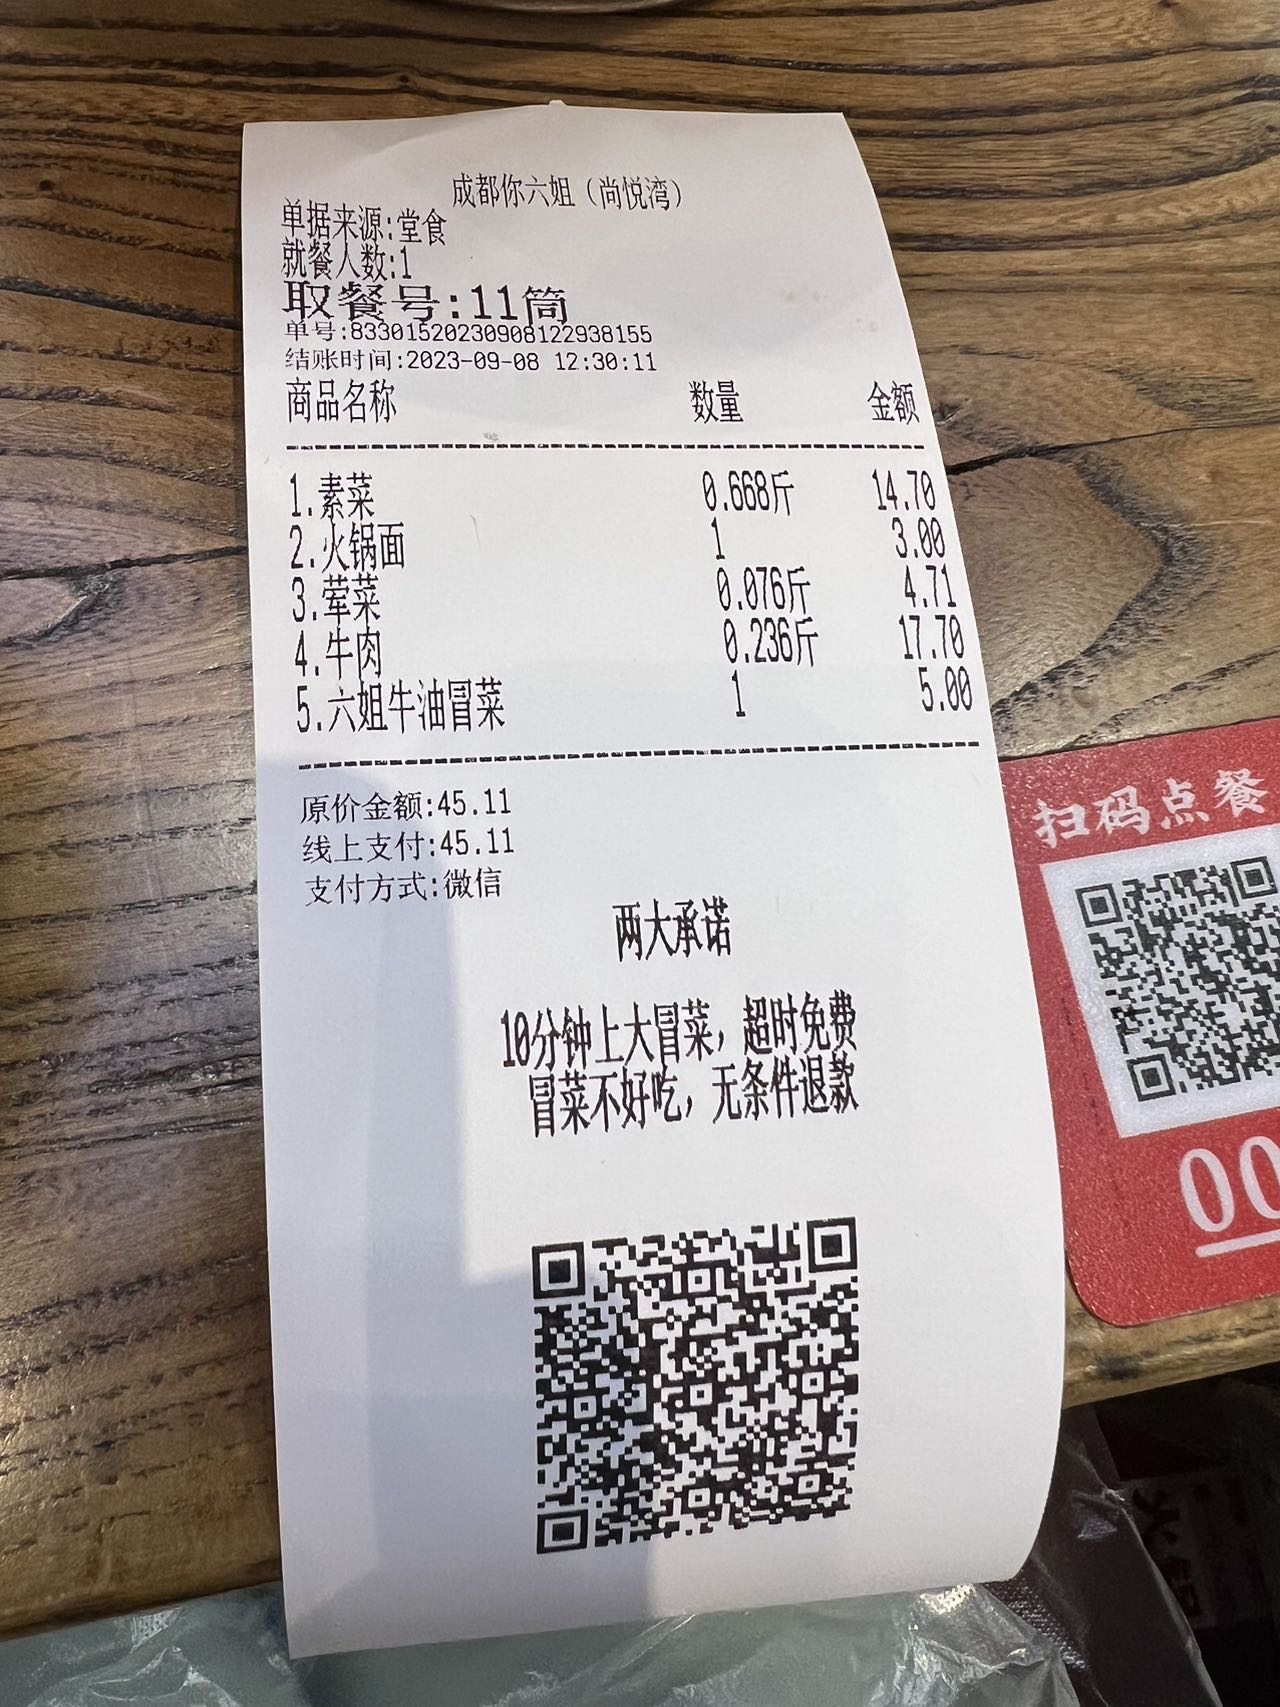 成都你六姐（尚悦湾）
单据来源:堂食
就餐人数:1
取餐号:11筒
单号:833015202309081229​38155
结账时间:2023-09-08 12:30:11
商品名称 数量 金额
1.素菜 0.668斤 14.70
2.火锅面 1 3.00
3.荤菜 0.076斤 4.71
4.牛肉 0.236斤 17.70
5.六姐牛油冒菜 1 5.00
原价金额:45.11
线上支付:45.11
支付方式:微信
两大承诺
10分钟上大冒菜，超时免费
冒菜不好吃，无条件退款
扫码点餐
00